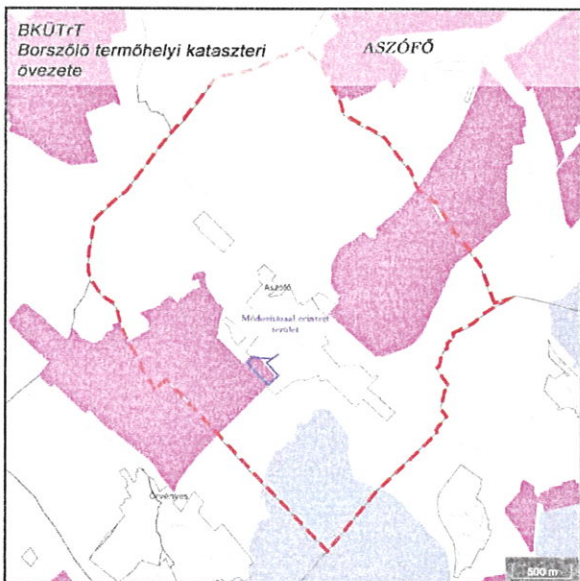 BKÜTrT
Borszőlő termőhelyi kataszteri
övezete
ASZÓFŐ
Aszófő
Módosítással érintett
terület
Örvényes
500 m